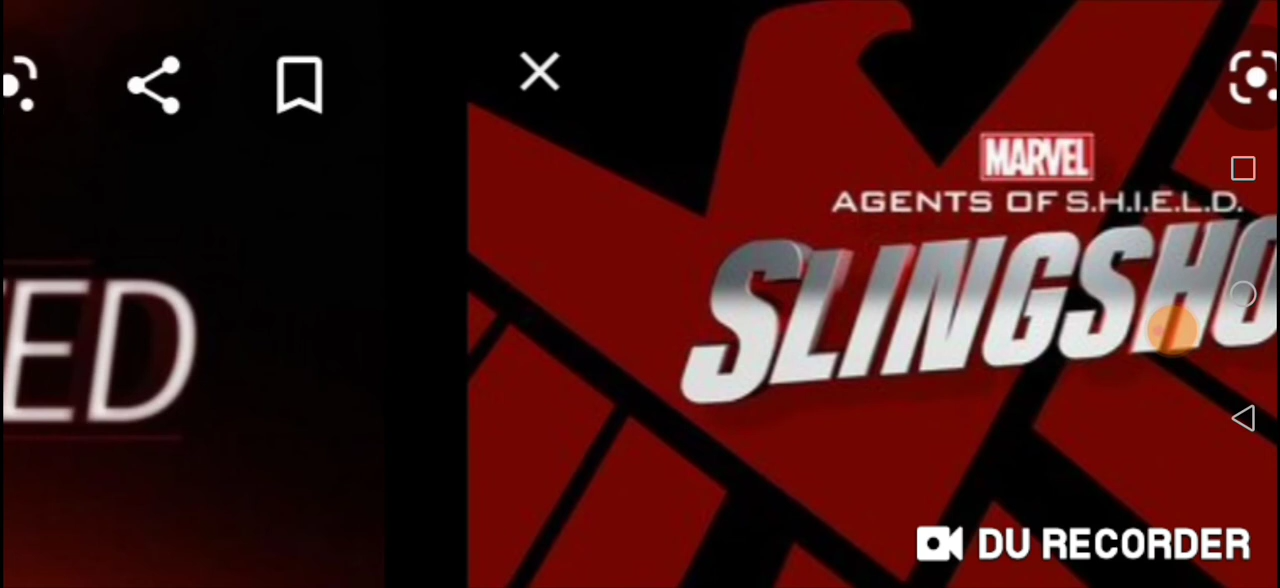 ED
MARVEL
AGENTS OF S.H.I.E.L.D.
SLINGSHO
DU RECORDER